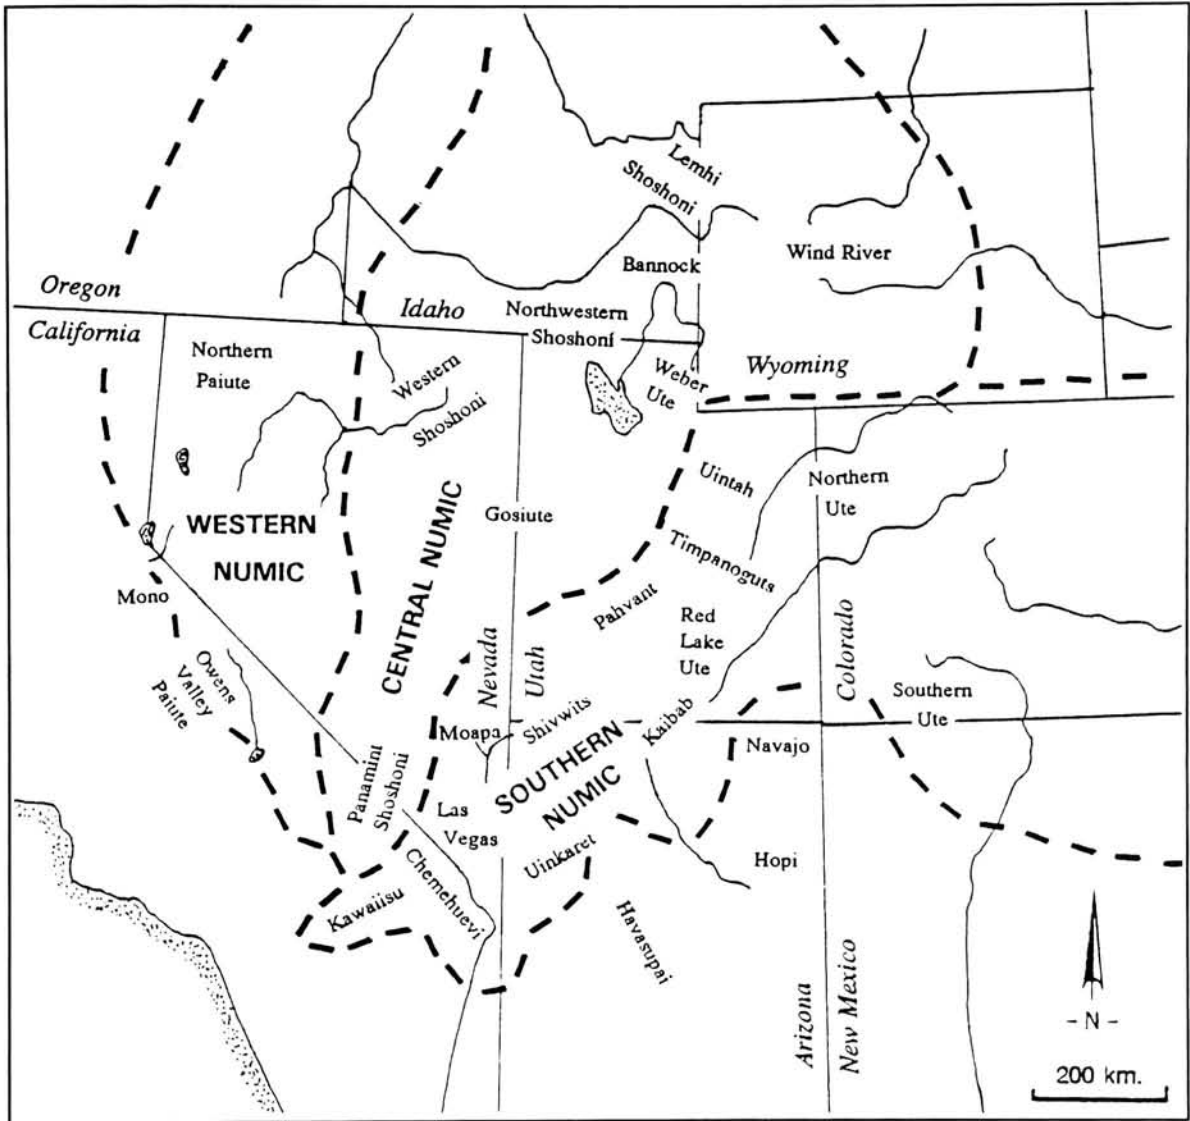 Lemhi
Shoshoni
Wind River
Bannock
Oregon
Idaho
Northwestern
Shoshoni
California
Northern
Paiute
Western
Shoshoni
Weber
Ute
Wyoming
Uintah
Northern
Ute
WESTERN
NUMIC
CENTRAL NUMIC
Gosiute
Timpanoguts
Mono
Pahvant
Red
Lake
Ute
Owens
Valley
Paiute
Nevada
Utah
Colorado
Southern
Ute
Moapa
Shivwits
Kaibab
Navajo
SOUTHERN
NUMIC
Panamint
Shoshoni
Las
Vegas
Uinkaret
Hopi
Chemehuevi
Kawaiisu
Havasupai
Arizona
New Mexico
- N -
200 km.